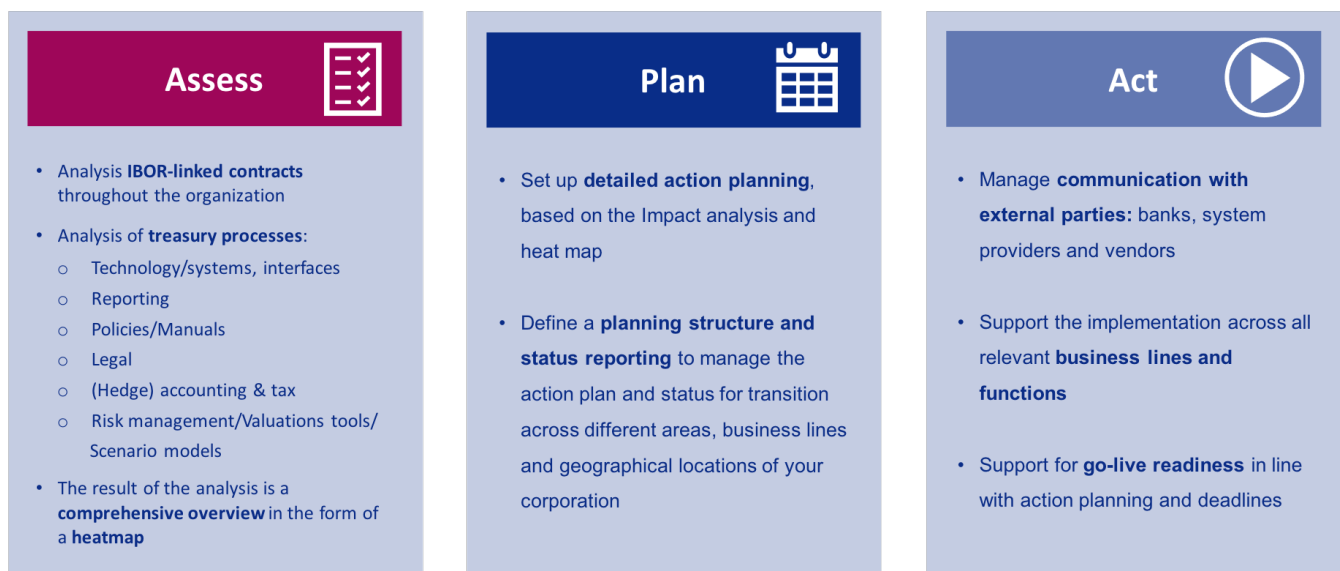 Assess
• Analysis IBOR-linked contracts
throughout the organization
• Analysis of treasury processes:
o Technology/systems, interfaces
o Reporting
o Policies/Manuals
o Legal
o (Hedge) accounting & tax
o Risk management/Valuations tools/
Scenario models
• The result of the analysis is a
comprehensive overview in the form of
a heatmap
Plan
• Set up detailed action planning,
based on the Impact analysis and
heat map
• Define a planning structure and
status reporting to manage the
action plan and status for transition
across different areas, business lines
and geographical locations of your
corporation
Act
• Manage communication with
external parties: banks, system
providers and vendors
• Support the implementation across all
relevant business lines and
functions
• Support for go-live readiness in line
with action planning and deadlines